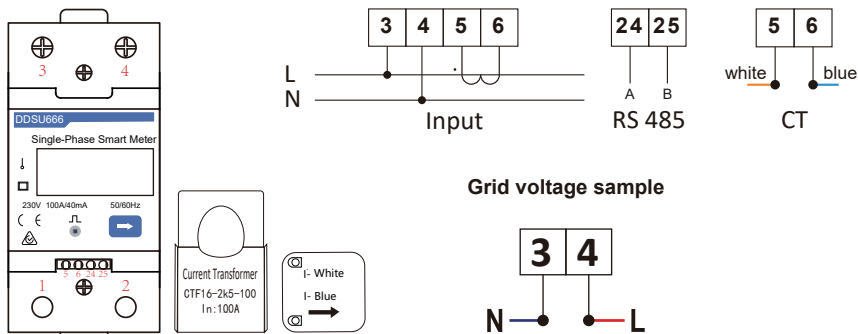 3 4
DDSU666
Single-Phase Smart Meter
230V 100A/40mA 50/60Hz
5 6 24 25
1 2
Current Transformer
CTF16-2k5-100
In:100A
I- White
I- Blue
3 4 5 6
L
N
Input
24 25
A B
RS 485
5 6
white blue
CT
Grid voltage sample
3 4
N L